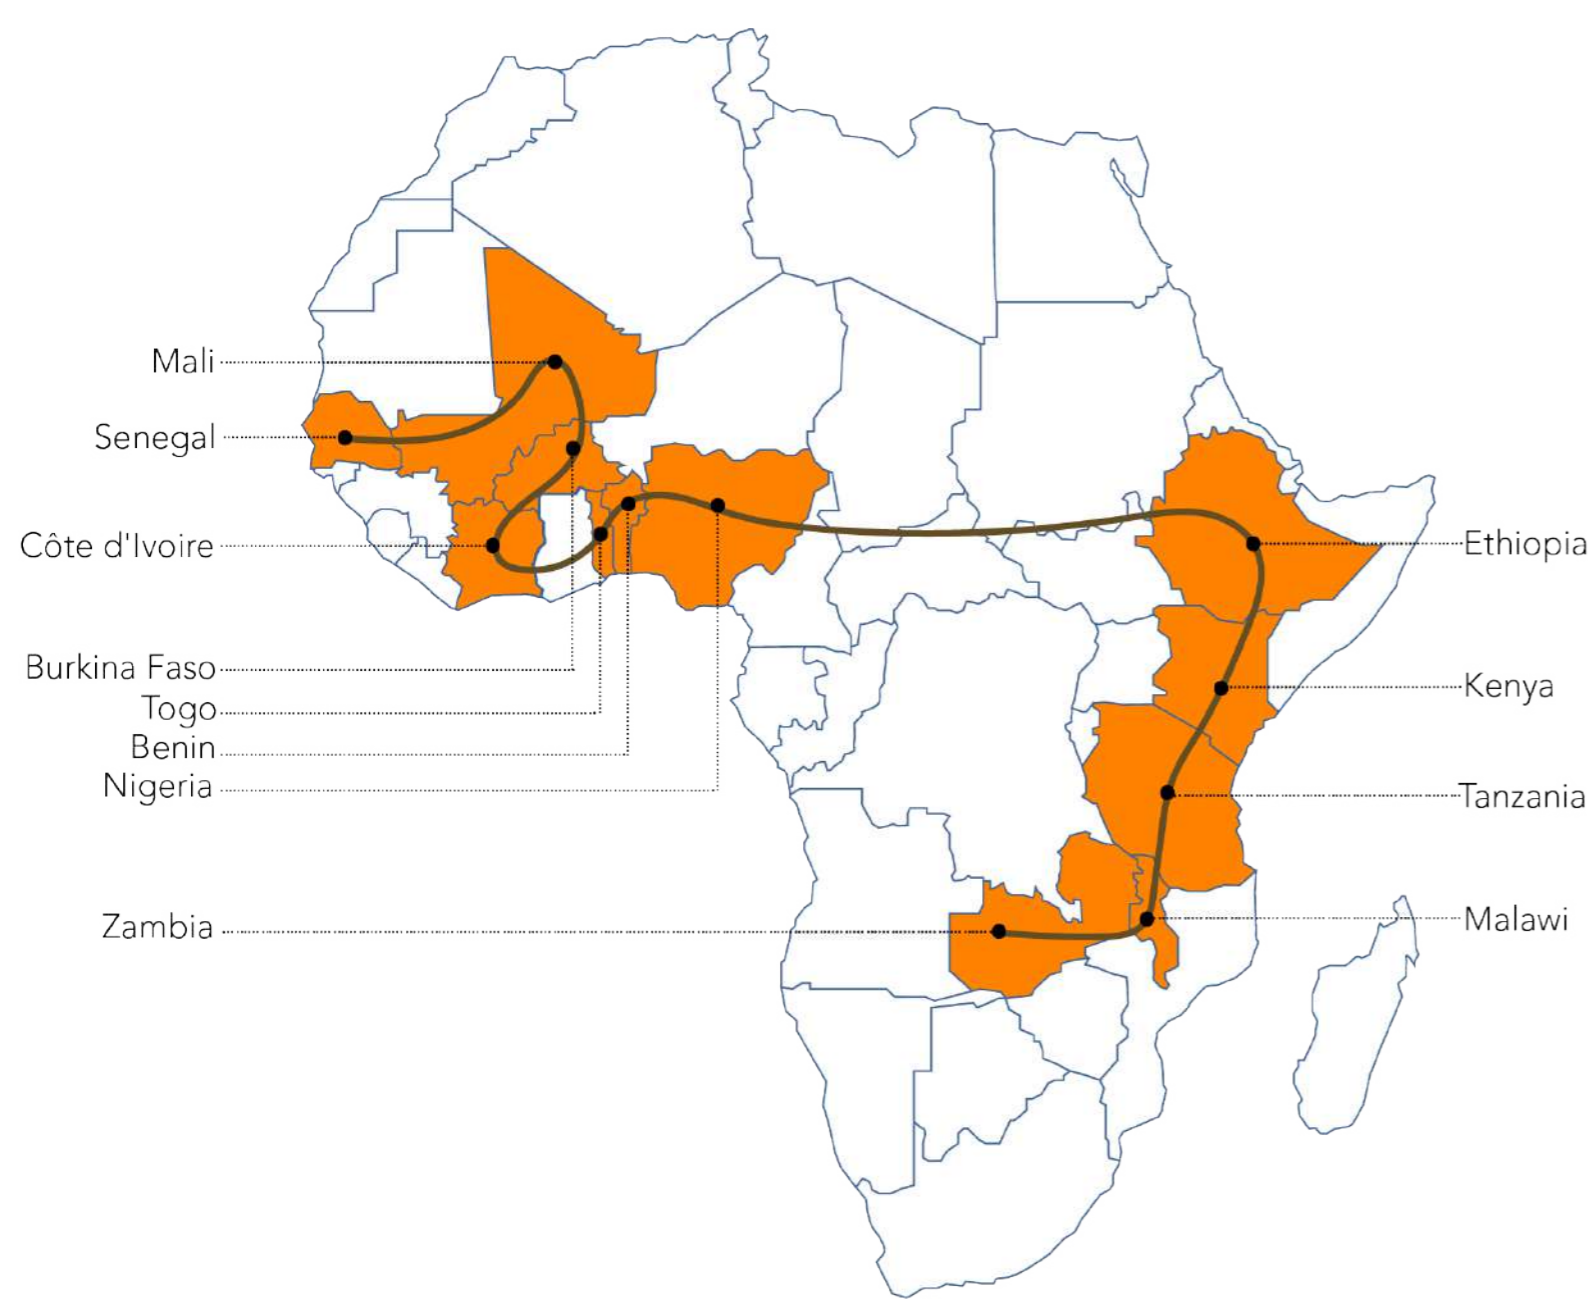 Mali
Senegal
Côte d'Ivoire
Burkina Faso
Togo
Benin
Nigeria
Zambia
Ethiopia
Kenya
Tanzania
Malawi